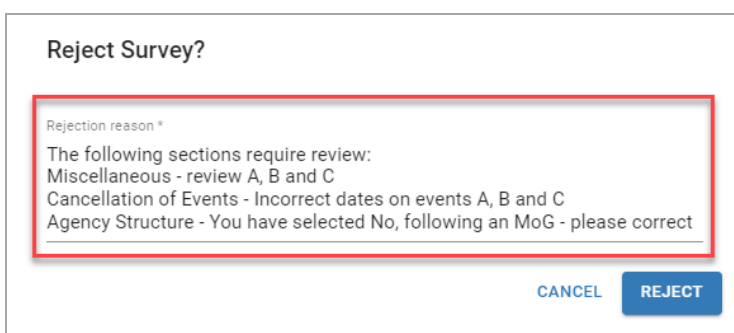 Reject Survey?
Rejection reason *
The following sections require review:
Miscellaneous - review A, B and C
Cancellation of Events - Incorrect dates on events A, B and C
Agency Structure - You have selected No, following an MoG - please correct
CANCEL REJECT